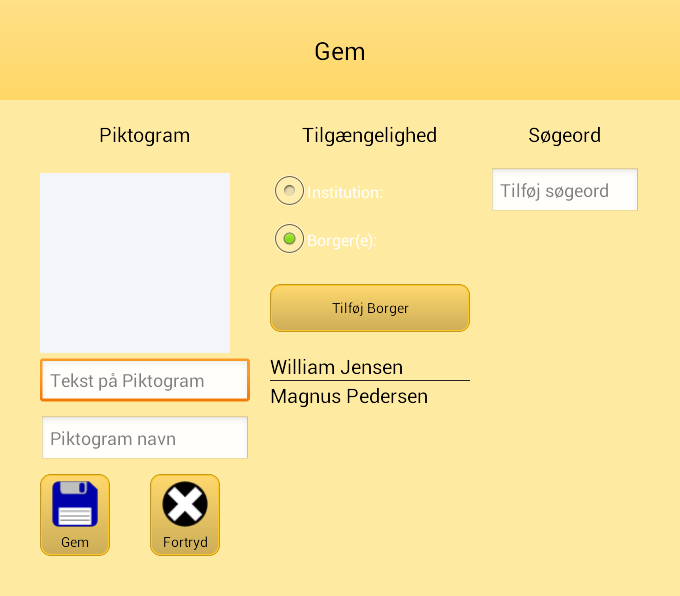 Gem
Piktogram
Tilgængelighed
Søgeord
Institution:
Tilføj søgeord
Borger(e):
Tilføj Borger
William Jensen
Tekst på Piktogram
Magnus Pedersen
Piktogram navn
Gem
Fortryd